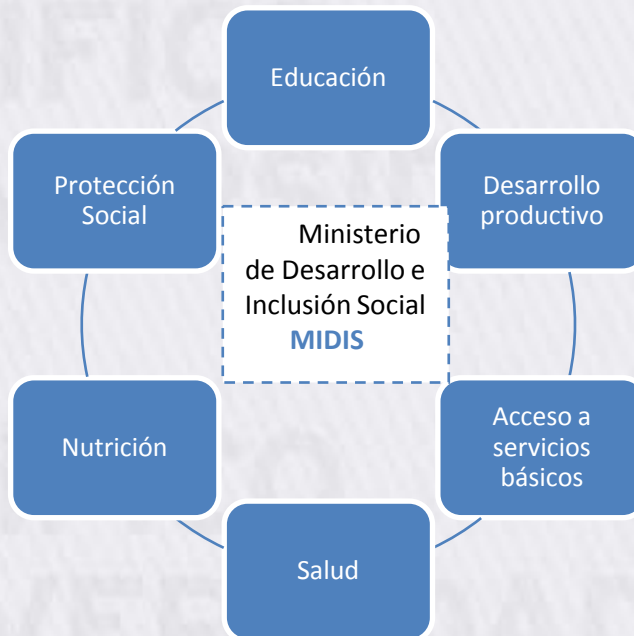 Educación
Protección
Social
Desarrollo
productivo
Ministerio
de Desarrollo e
Inclusión Social
MIDIS
Nutrición
Acceso a
servicios
básicos
Salud